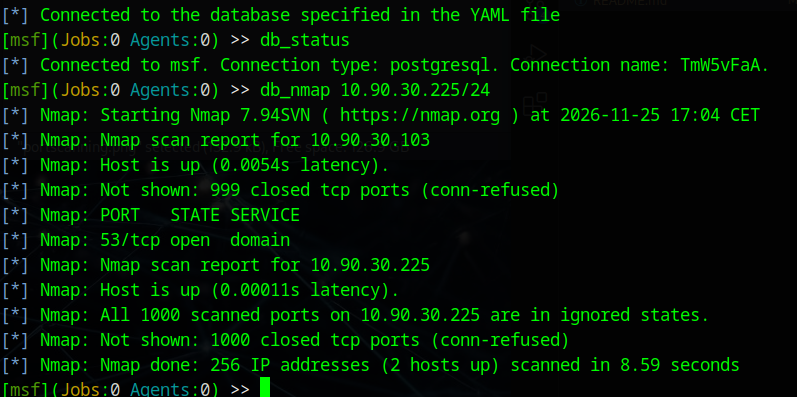 [*] Connected to the database specified in the YAML file
[msf](Jobs:0 Agents:0) >> db_status
[*] Connected to msf. Connection type: postgresql. Connection name: TmW5vFaA.
[msf](Jobs:0 Agents:0) >> db_nmap 10.90.30.225/24
[*] Nmap: Starting Nmap 7.94SVN ( https://nmap.org ) at 2026-11-25 17:04 CET
[*] Nmap: Nmap scan report for 10.90.30.103
[*] Nmap: Host is up (0.0054s latency).
[*] Nmap: Not shown: 999 closed tcp ports (conn-refused)
[*] Nmap: PORT   STATE SERVICE
[*] Nmap: 53/tcp open  domain
[*] Nmap: Nmap scan report for 10.90.30.225
[*] Nmap: Host is up (0.00011s latency).
[*] Nmap: All 1000 scanned ports on 10.90.30.225 are in ignored states.
[*] Nmap: Not shown: 1000 closed tcp ports (conn-refused)
[*] Nmap: Nmap done: 256 IP addresses (2 hosts up) scanned in 8.59 seconds
[msf](Jobs:0 Agents:0) >>